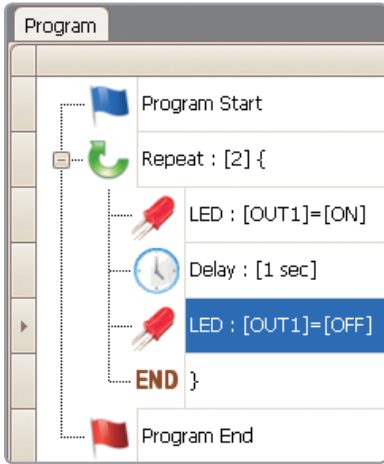 Program
Program Start
Repeat : [2] {
LED : [OUT1]=[ON]
Delay : [1 sec]
LED : [OUT1]=[OFF]
END }
Program End